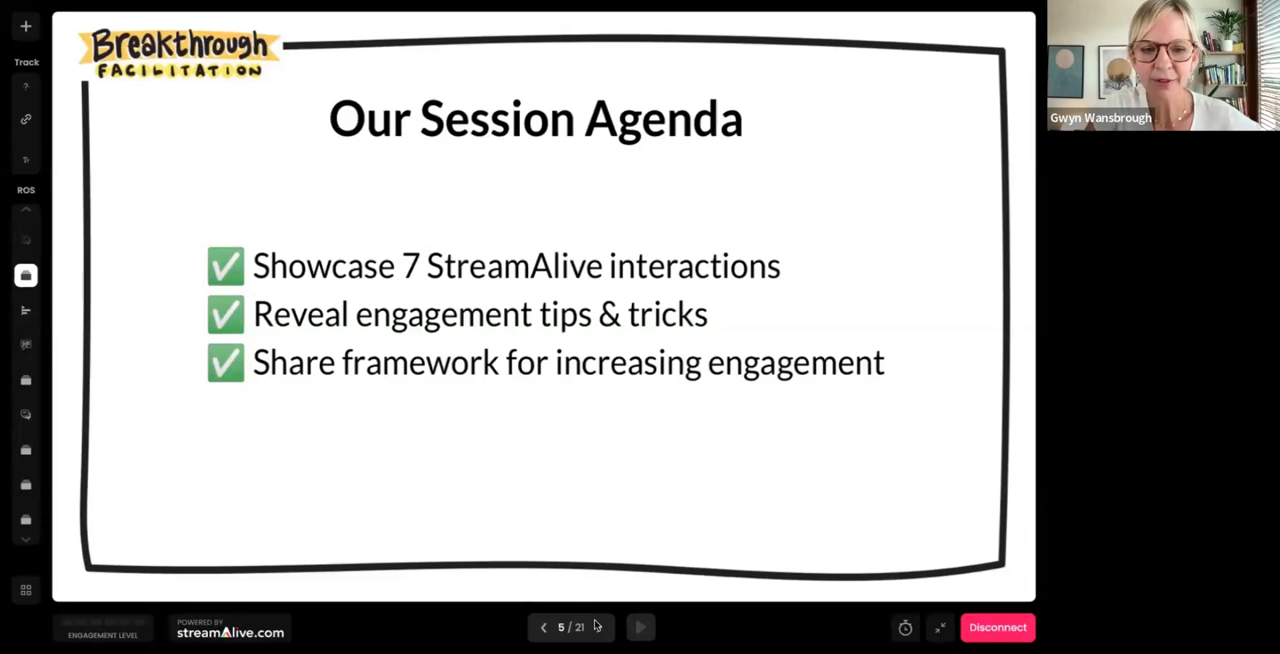 Breakthrough
FACILITATION
Track
?
Tr
ROS
Our Session Agenda
Showcase 7 StreamAlive interactions
Reveal engagement tips & tricks
Share framework for increasing engagement
Gwyn Wansbrough
ENGAGEMENT LEVEL
POWERED BY
streamAlive.com
5 / 21
Disconnect